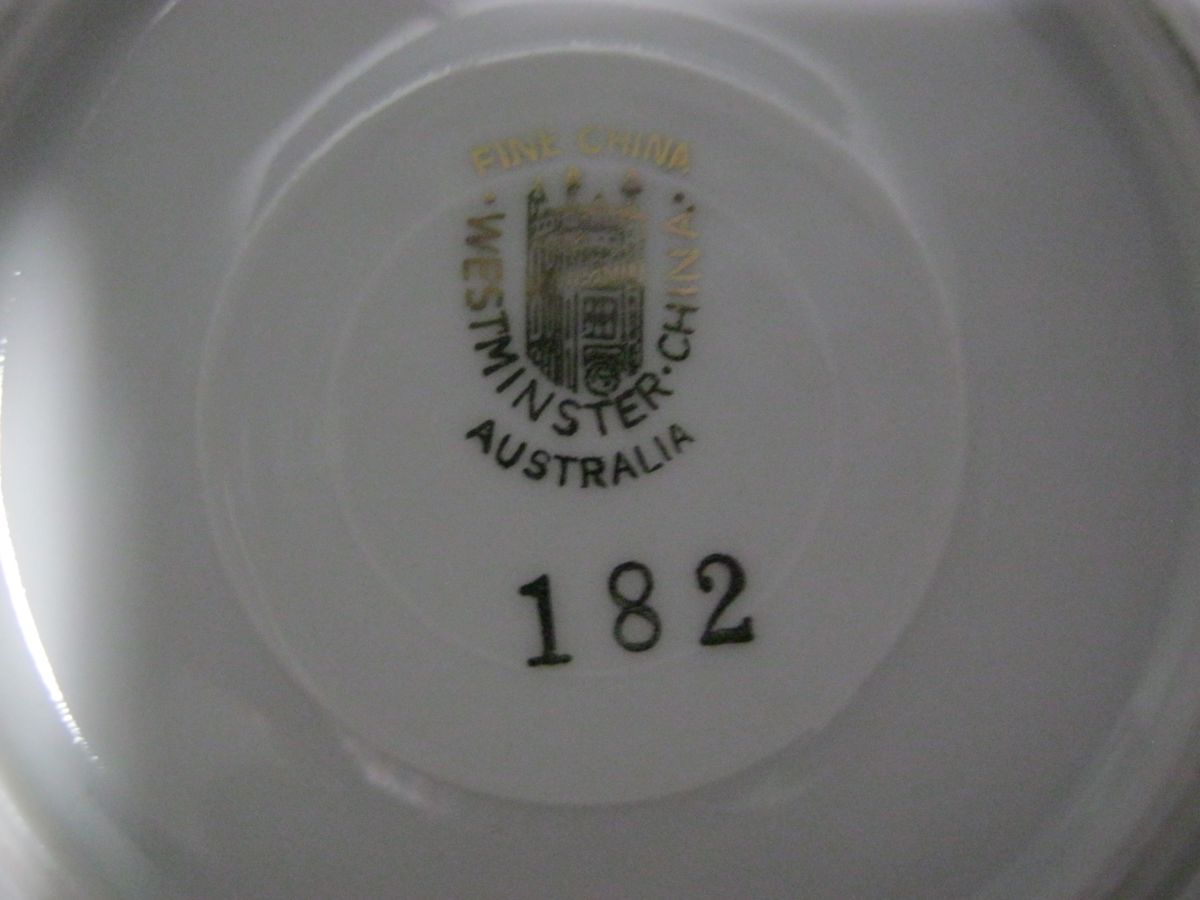 FINE CHINA
·WESTMINSTER·CHINA·
AUSTRALIA
182